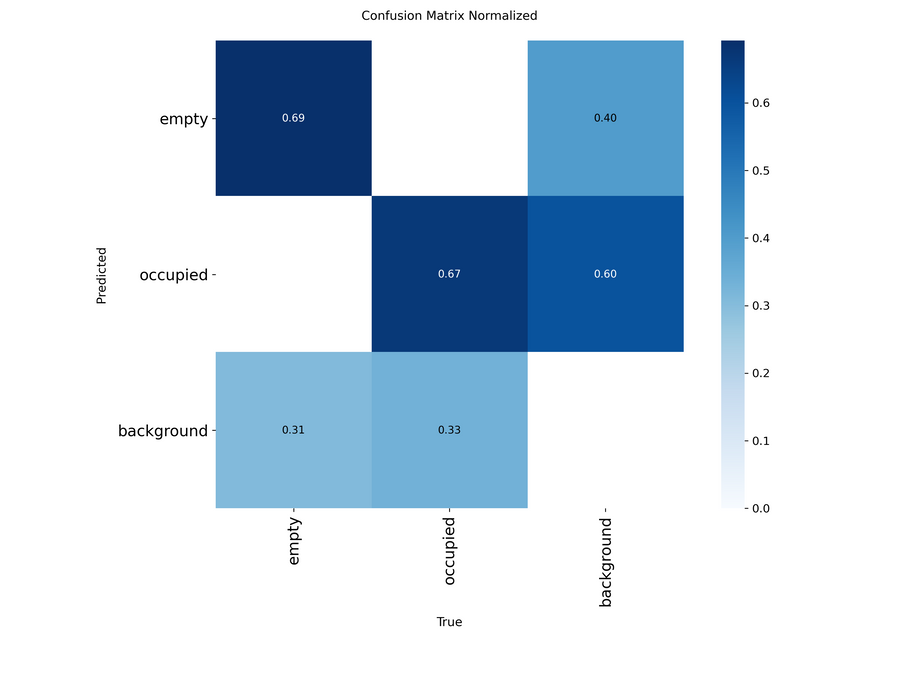 Confusion Matrix Normalized
empty
0.69
0.40
0.6
0.5
occupied
0.67
0.60
0.4
0.3
Predicted
background
0.31
0.33
0.2
0.1
0.0
empty
occupied
background
True